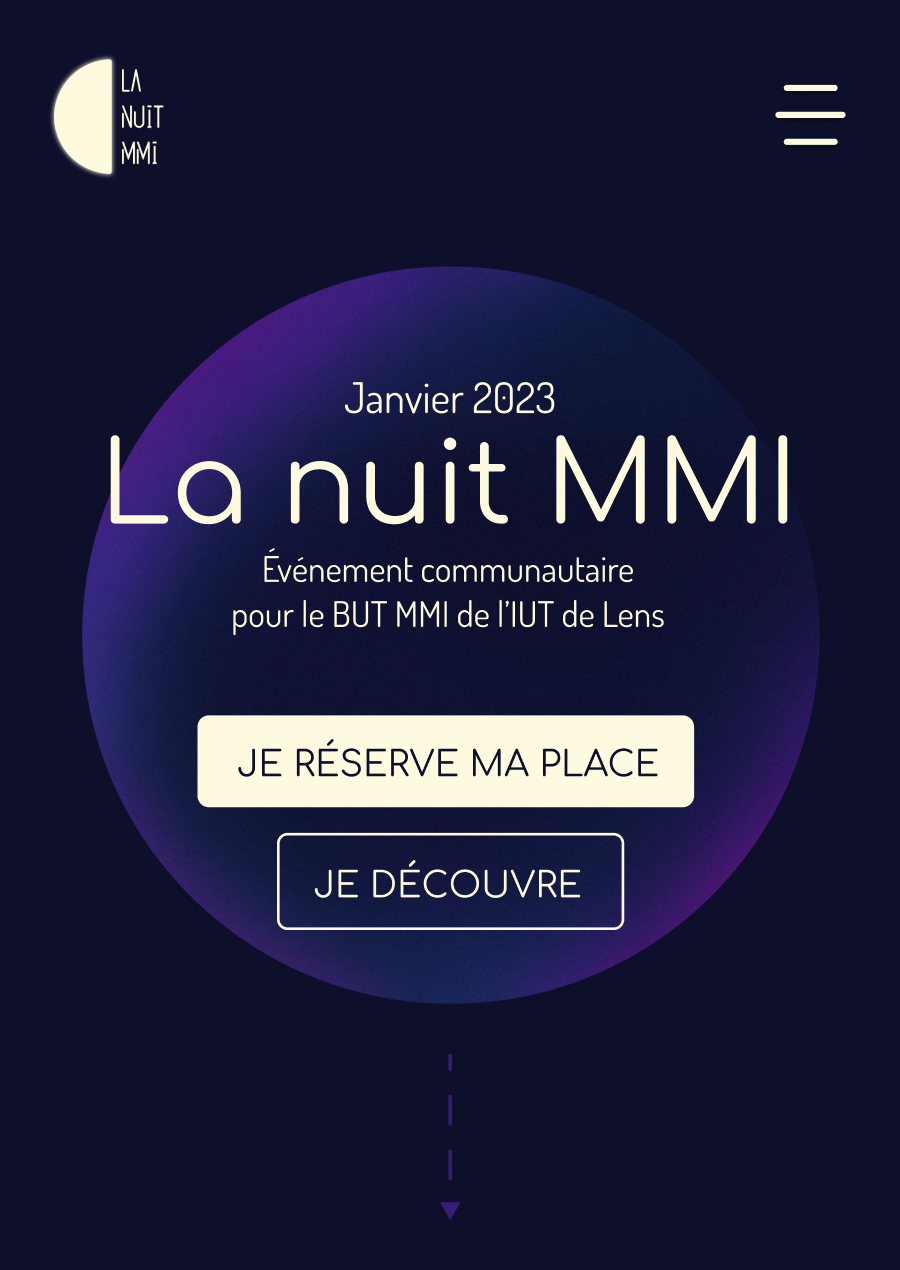 LA
NUIT
MMI
Janvier 2023
La nuit MMI
Événement communautaire
pour le BUT MMI de l’IUT de Lens
JE RÉSERVE MA PLACE
JE DÉCOUVRE